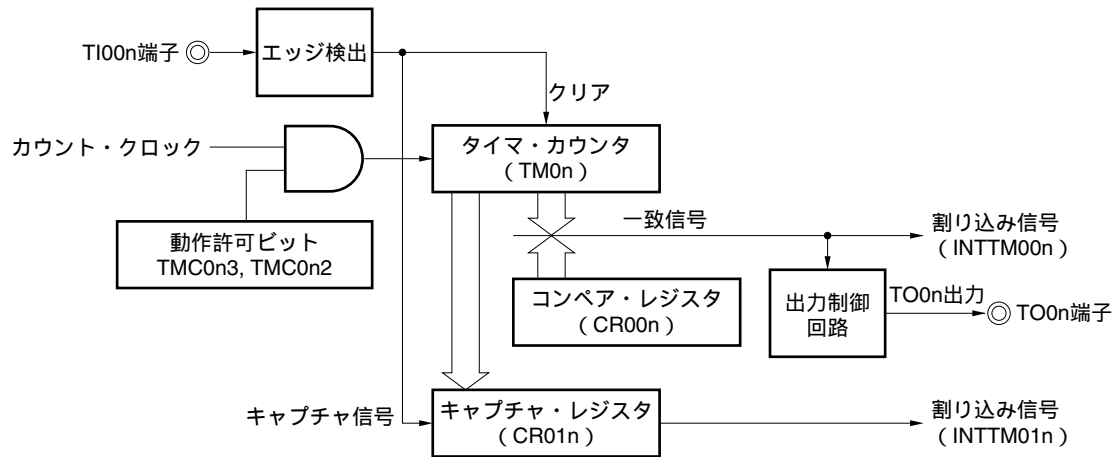 TI00n端子
エッジ検出
クリア
カウント・クロック
タイマ・カウンタ
（TM0n）
動作許可ビット
TMC0n3, TMC0n2
一致信号
割り込み信号
（INTTM00n）
コンペア・レジスタ
（CR00n）
出力制御
回路
TO0n出力
TO0n端子
キャプチャ信号
キャプチャ・レジスタ
（CR01n）
割り込み信号
（INTTM01n）